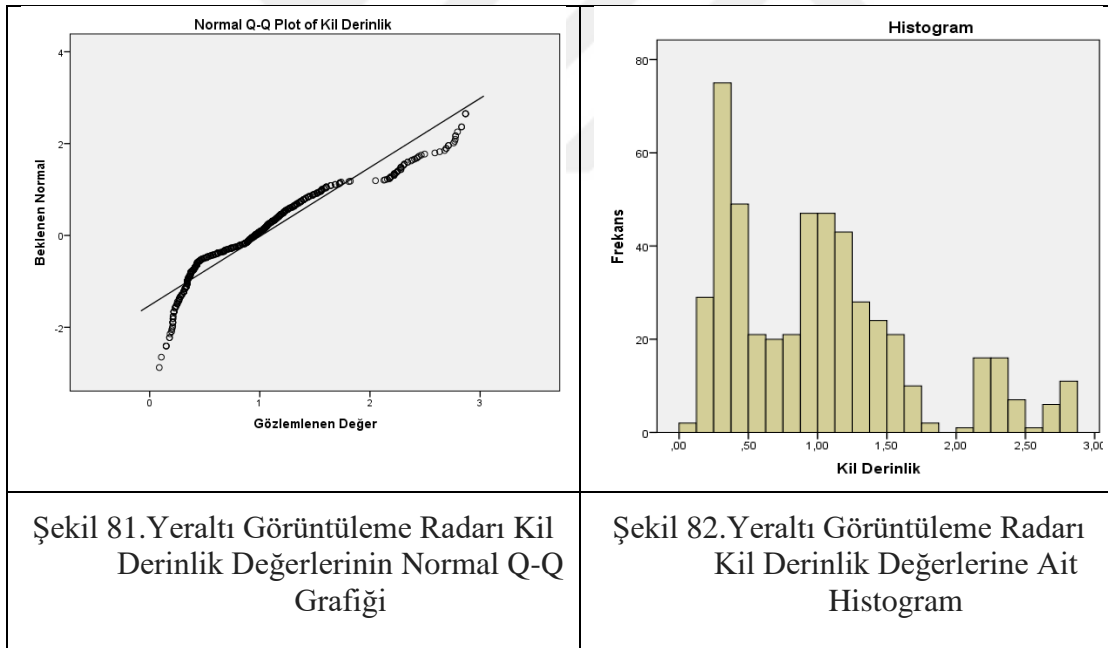 Normal Q-Q Plot of Kil Derinlik
4
2
0
-2
Beklenen Normal
0
1
2
3
Gözlemlenen Değer
Histogram
80
60
40
20
0
Frekans
,00
,50
1,00
1,50
2,00
2,50
3,00
Kil Derinlik
Şekil 81.Yeraltı Görüntüleme Radarı Kil
Derinlik Değerlerinin Normal Q-Q
Grafiği
Şekil 82.Yeraltı Görüntüleme Radarı
Kil Derinlik Değerlerine Ait
Histogram